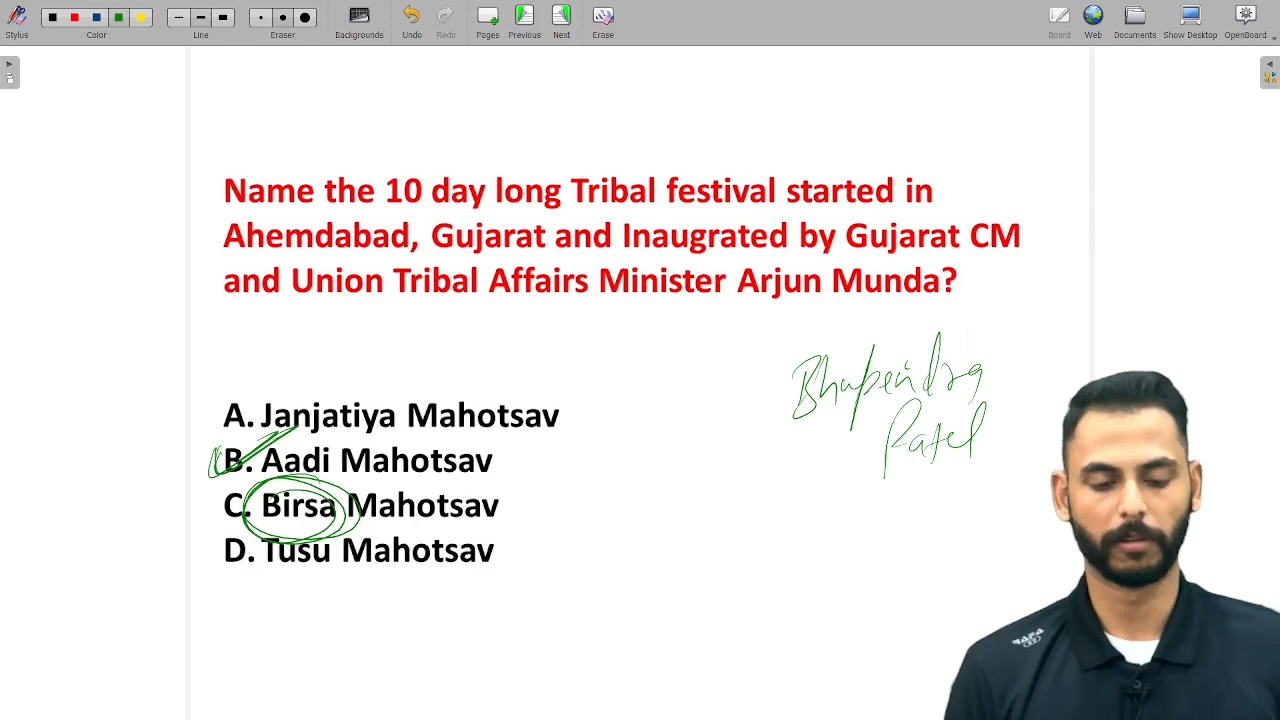 Stylus
Color
Line
Eraser
Backgrounds
Undo
Redo
Pages
Previous
Next
Erase
Board
Web
Documents
Show Desktop
OpenBoard
Name the 10 day long Tribal festival started in
Ahemdabad, Gujarat and Inaugrated by Gujarat CM
and Union Tribal Affairs Minister Arjun Munda?
Bhupendra
Patel
A. Janjatiya Mahotsav
B. Aadi Mahotsav
C. Birsa Mahotsav
D. Tusu Mahotsav